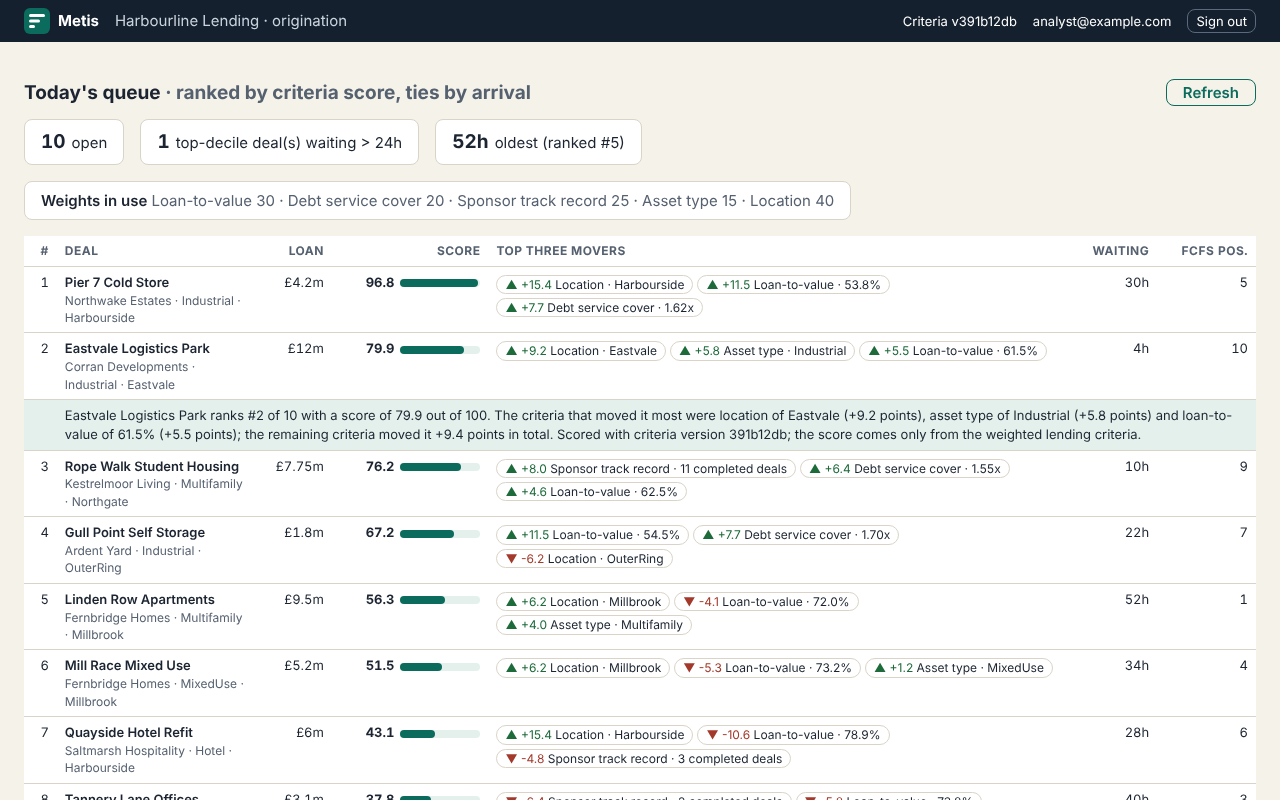 Metis Harbourline Lending · origination Criteria v391b12db analyst@example.com Sign out
Today's queue · ranked by criteria score, ties by arrival Refresh
10 open 1 top-decile deal(s) waiting > 24h 52h oldest (ranked #5)
Weights in use Loan-to-value 30 · Debt service cover 20 · Sponsor track record 25 · Asset type 15 · Location 40
# DEAL LOAN SCORE TOP THREE MOVERS WAITING FCFS POS.
1 Pier 7 Cold Store £4.2m 96.8 ▲ +15.4 Location · Harbourside ▲ +11.5 Loan-to-value · 53.8% 30h 5
Northwake Estates · Industrial ·
Harbourside
▲ +7.7 Debt service cover · 1.62x
2 Eastvale Logistics Park £12m 79.9 ▲ +9.2 Location · Eastvale ▲ +5.8 Asset type · Industrial ▲ +5.5 Loan-to-value · 61.5% 4h 10
Corran Developments ·
Industrial · Eastvale
Eastvale Logistics Park ranks #2 of 10 with a score of 79.9 out of 100. The criteria that moved it most were location of Eastvale (+9.2 points), asset type of Industrial (+5.8 points) and loan-to-
value of 61.5% (+5.5 points); the remaining criteria moved it +9.4 points in total. Scored with criteria version 391b12db; the score comes only from the weighted lending criteria.
3 Rope Walk Student Housing £7.75m 76.2 ▲ +8.0 Sponsor track record · 11 completed deals ▲ +6.4 Debt service cover · 1.55x 10h 9
Kestrelmoor Living · Multifamily
· Northgate
▲ +4.6 Loan-to-value · 62.5%
4 Gull Point Self Storage £1.8m 67.2 ▲ +11.5 Loan-to-value · 54.5% ▲ +7.7 Debt service cover · 1.70x 22h 7
Ardent Yard · Industrial ·
OuterRing
▼ -6.2 Location · OuterRing
5 Linden Row Apartments £9.5m 56.3 ▲ +6.2 Location · Millbrook ▼ -4.1 Loan-to-value · 72.0% 52h 1
Fernbridge Homes · Multifamily
· Millbrook
▲ +4.0 Asset type · Multifamily
6 Mill Race Mixed Use £5.2m 51.5 ▲ +6.2 Location · Millbrook ▼ -5.3 Loan-to-value · 73.2% ▲ +1.2 Asset type · MixedUse 34h 4
Fernbridge Homes · MixedUse ·
Millbrook
7 Quayside Hotel Refit £6m 43.1 ▲ +15.4 Location · Harbourside ▼ -10.6 Loan-to-value · 78.9% 28h 6
Saltmarsh Hospitality · Hotel ·
Harbourside
▼ -4.8 Sponsor track record · 3 completed deals
Tannery Lane Offices £3.1m 37.8